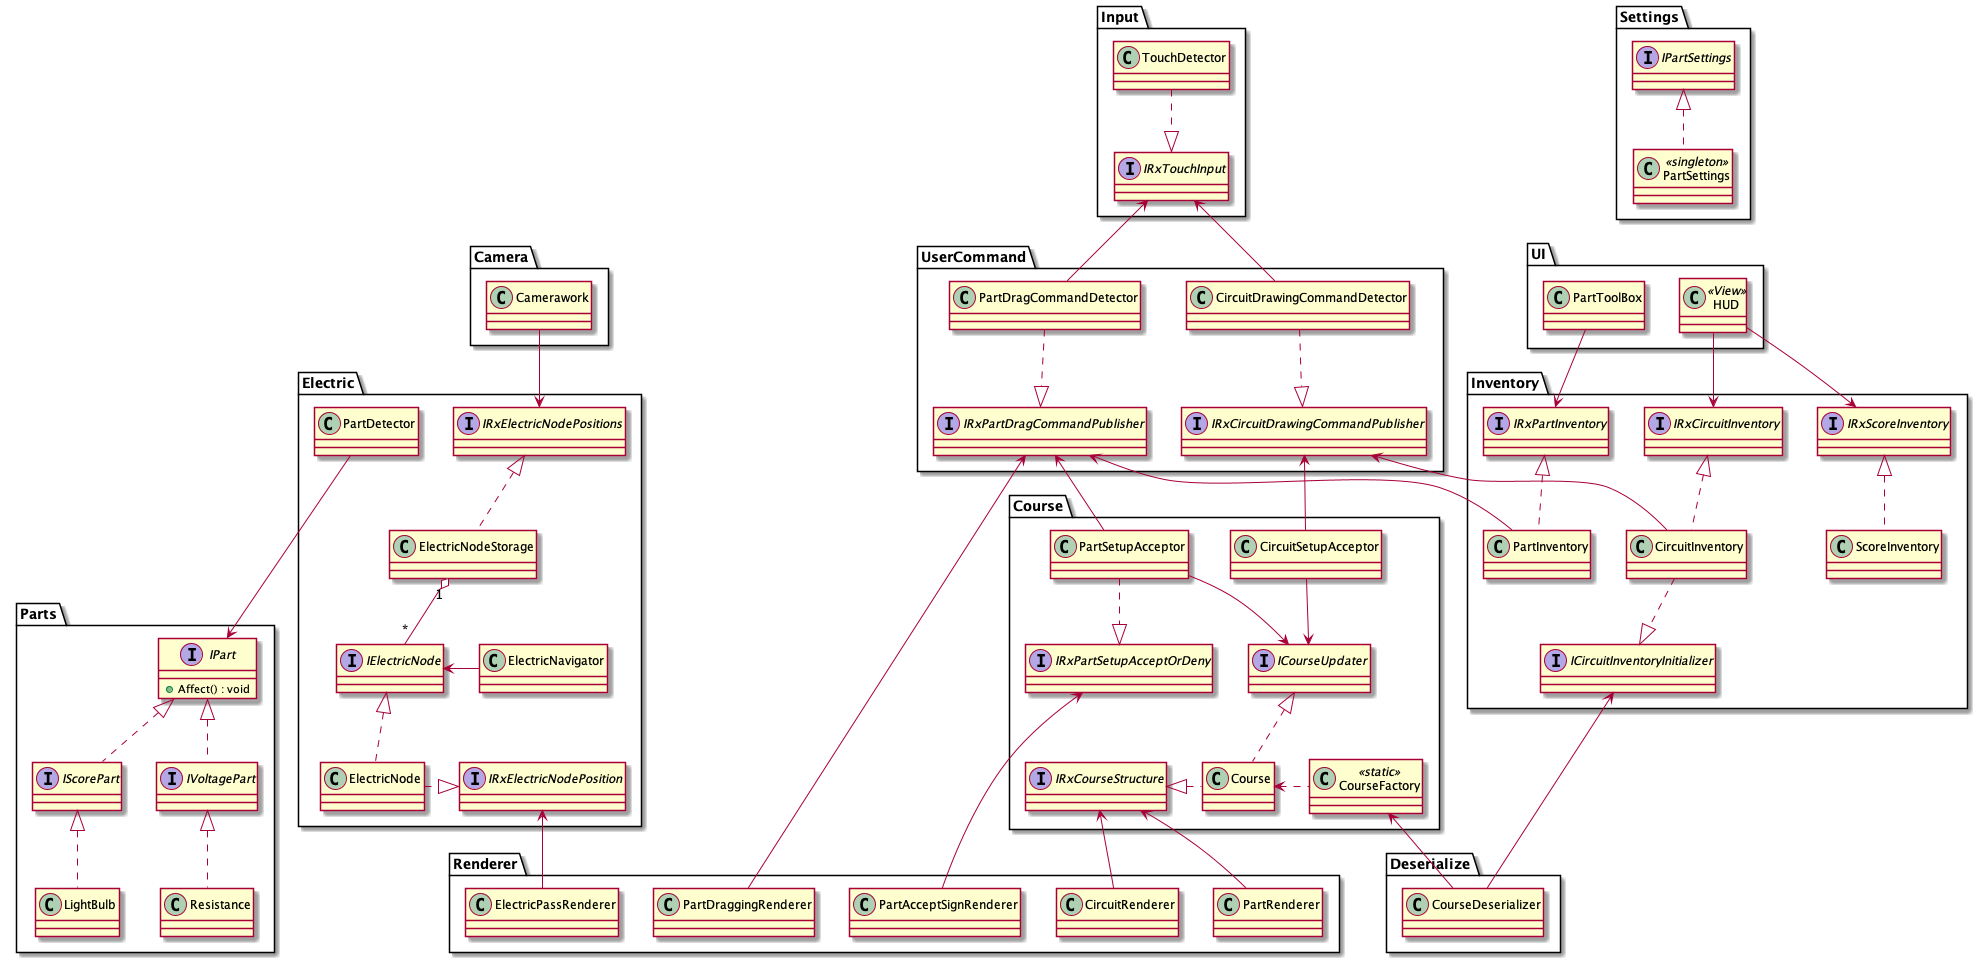 Input
C TouchDetector
I IRxTouchInput
Settings
I IPartSettings
C «singleton»
PartSettings
Camera
C Camerawork
UserCommand
C PartDragCommandDetector
C CircuitDrawingCommandDetector
I IRxPartDragCommandPublisher
I IRxCircuitDrawingCommandPublisher
UI
C PartToolBox
C «View»
HUD
Electric
C PartDetector
I IRxElectricNodePositions
C ElectricNodeStorage
1
*
I IElectricNode
C ElectricNavigator
C ElectricNode
I IRxElectricNodePosition
Inventory
I IRxPartInventory
I IRxCircuitInventory
I IRxScoreInventory
C PartInventory
C CircuitInventory
C ScoreInventory
I ICircuitInventoryInitializer
Course
C PartSetupAcceptor
C CircuitSetupAcceptor
I IRxPartSetupAcceptOrDeny
I ICourseUpdater
I IRxCourseStructure
C Course
C «static»
CourseFactory
Parts
I IPart
Affect() : void
I IScorePart
I IVoltagePart
C LightBulb
C Resistance
Renderer
C ElectricPassRenderer
C PartDraggingRenderer
C PartAcceptSignRenderer
C CircuitRenderer
C PartRenderer
Deserialize
C CourseDeserializer